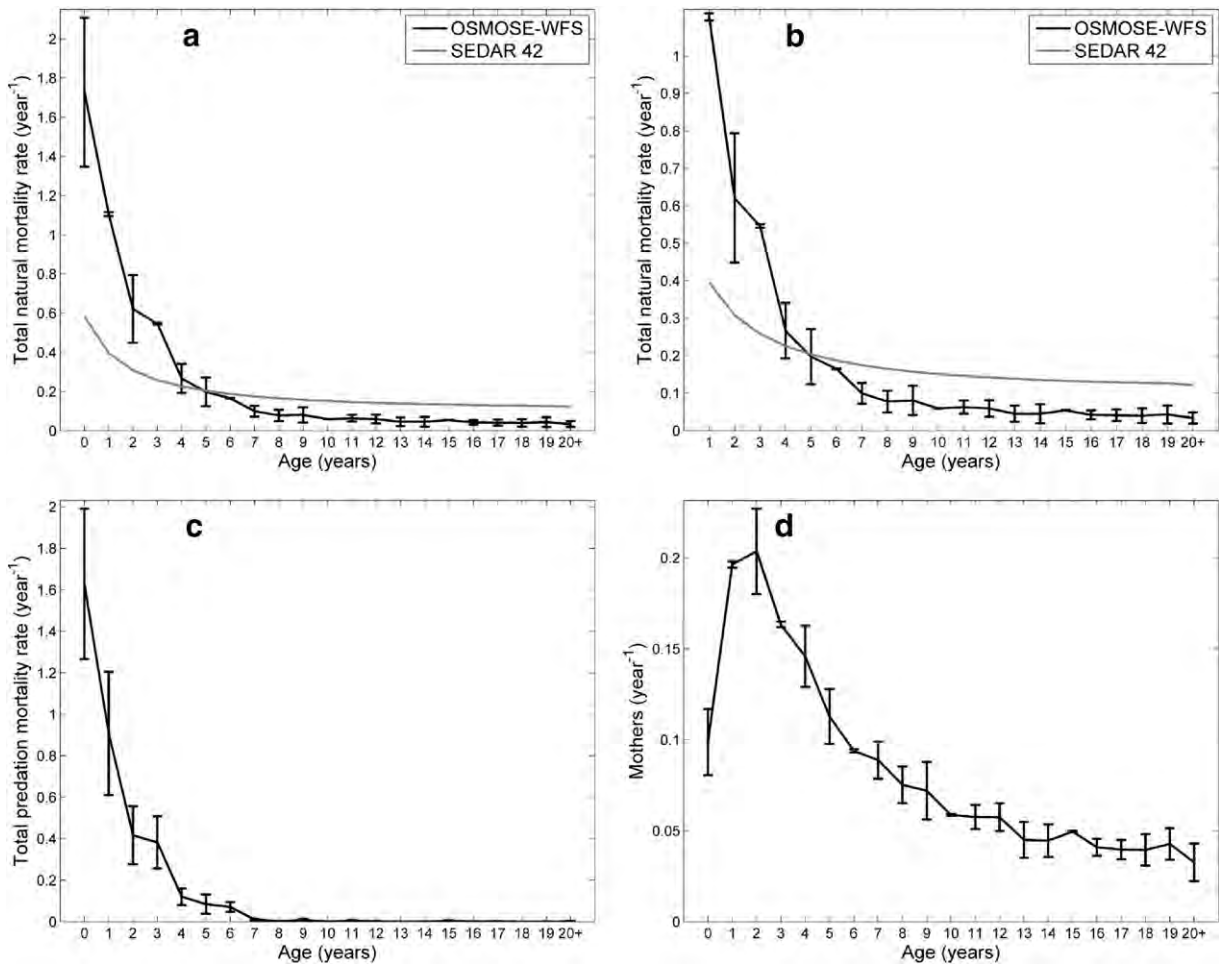 a
OSMOSE-WFS
SEDAR 42
Total natural mortality rate (year-1)
2
1.8
1.6
1.4
1.2
1
0.8
0.6
0.4
0.2
0
0 1 2 3 4 5 6 7 8 9 10 11 12 13 14 15 16 17 18 19 20+
Age (years)
b
OSMOSE-WFS
SEDAR 42
Total natural mortality rate (year-1)
1
0.9
0.8
0.7
0.6
0.5
0.4
0.3
0.2
0.1
0
1 2 3 4 5 6 7 8 9 10 11 12 13 14 15 16 17 18 19 20+
Age (years)
c
Total predation mortality rate (year-1)
2
1.8
1.6
1.4
1.2
1
0.8
0.6
0.4
0.2
0
0 1 2 3 4 5 6 7 8 9 10 11 12 13 14 15 16 17 18 19 20+
Age (years)
d
Mothers (year-1)
0.2
0.15
0.1
0.05
0
0 1 2 3 4 5 6 7 8 9 10 11 12 13 14 15 16 17 18 19 20+
Age (years)